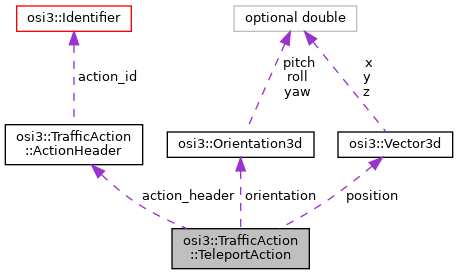 osi3::Identifier
optional double
action_id
pitch
roll
yaw
x
y
z
osi3::TrafficAction
::ActionHeader
osi3::Orientation3d
osi3::Vector3d
action_header
orientation
position
osi3::TrafficAction
::TeleportAction